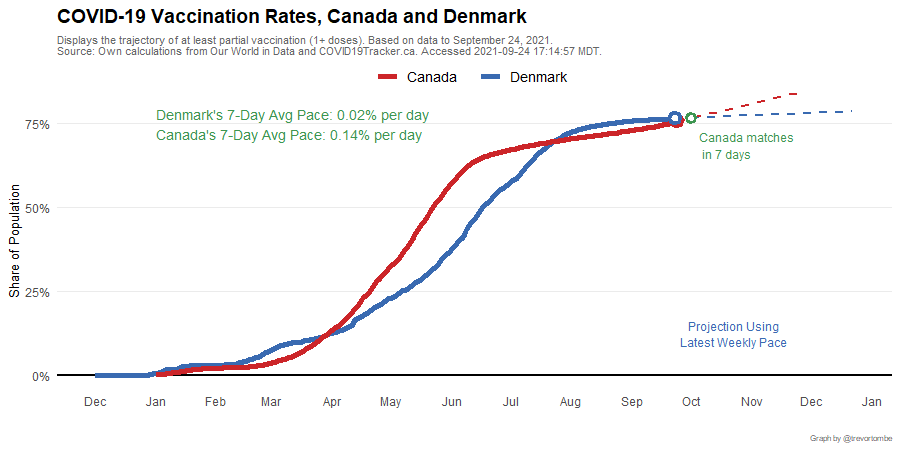 COVID-19 Vaccination Rates, Canada and Denmark
Displays the trajectory of at least partial vaccination (1+ doses). Based on data to September 24, 2021.
Source: Own calculations from Our World in Data and COVID19Tracker.ca. Accessed 2021-09-24 17:14:57 MDT.
Canada Denmark
Denmark's 7-Day Avg Pace: 0.02% per day
Canada's 7-Day Avg Pace: 0.14% per day
Canada matches
in 7 days
75%
50%
25%
0%
Share of Population
Projection Using
Latest Weekly Pace
Dec Jan Feb Mar Apr May Jun Jul Aug Sep Oct Nov Dec Jan
Graph by @trevortombe